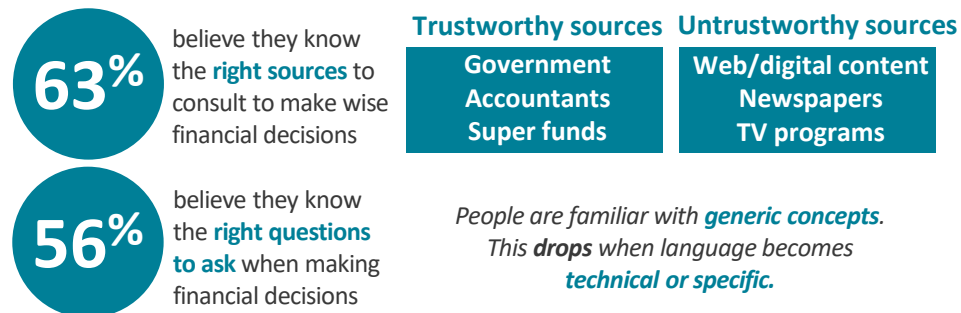 63%
believe they know
the right sources to
consult to make wise
financial decisions
Trustworthy sources
Government
Accountants
Super funds
Untrustworthy sources
Web/digital content
Newspapers
TV programs
56%
believe they know
the right questions
to ask when making
financial decisions
People are familiar with generic concepts.
This drops when language becomes
technical or specific.